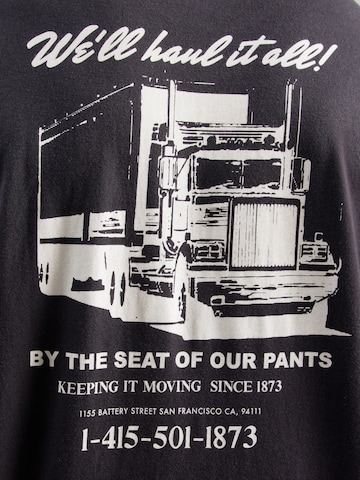 We'll haul it all!
BY THE SEAT OF OUR PANTS
KEEPING IT MOVING SINCE 1873
1155 BATTERY STREET SAN FRANCISCO CA, 94111
1-415-501-1873